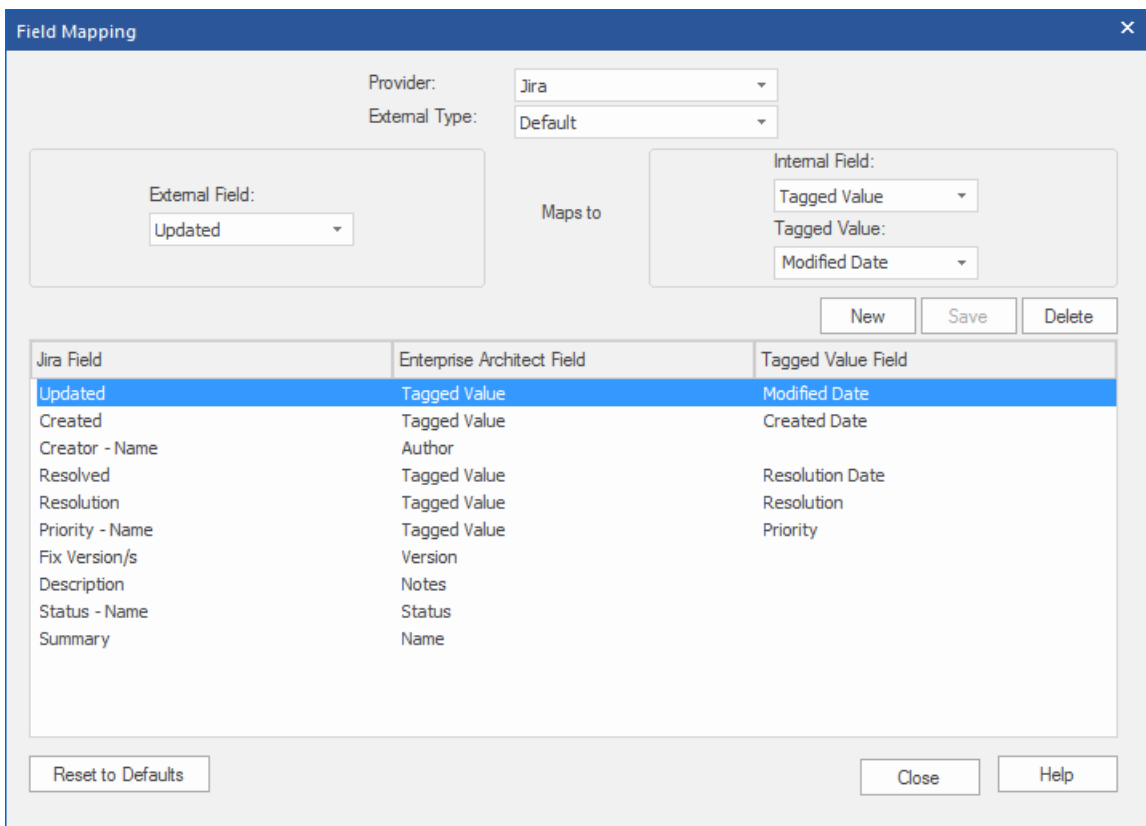 Field Mapping
Provider: Jira
External Type: Default
Internal Field:
External Field: Tagged Value
Updated Maps to Tagged Value:
Modified Date
New Save Delete
Jira Field Enterprise Architect Field Tagged Value Field
Updated Tagged Value Modified Date
Created Tagged Value Created Date
Creator - Name Author
Resolved Tagged Value Resolution Date
Resolution Tagged Value Resolution
Priority - Name Tagged Value Priority
Fix Version/s Version
Description Notes
Status - Name Status
Summary Name
Reset to Defaults Close Help